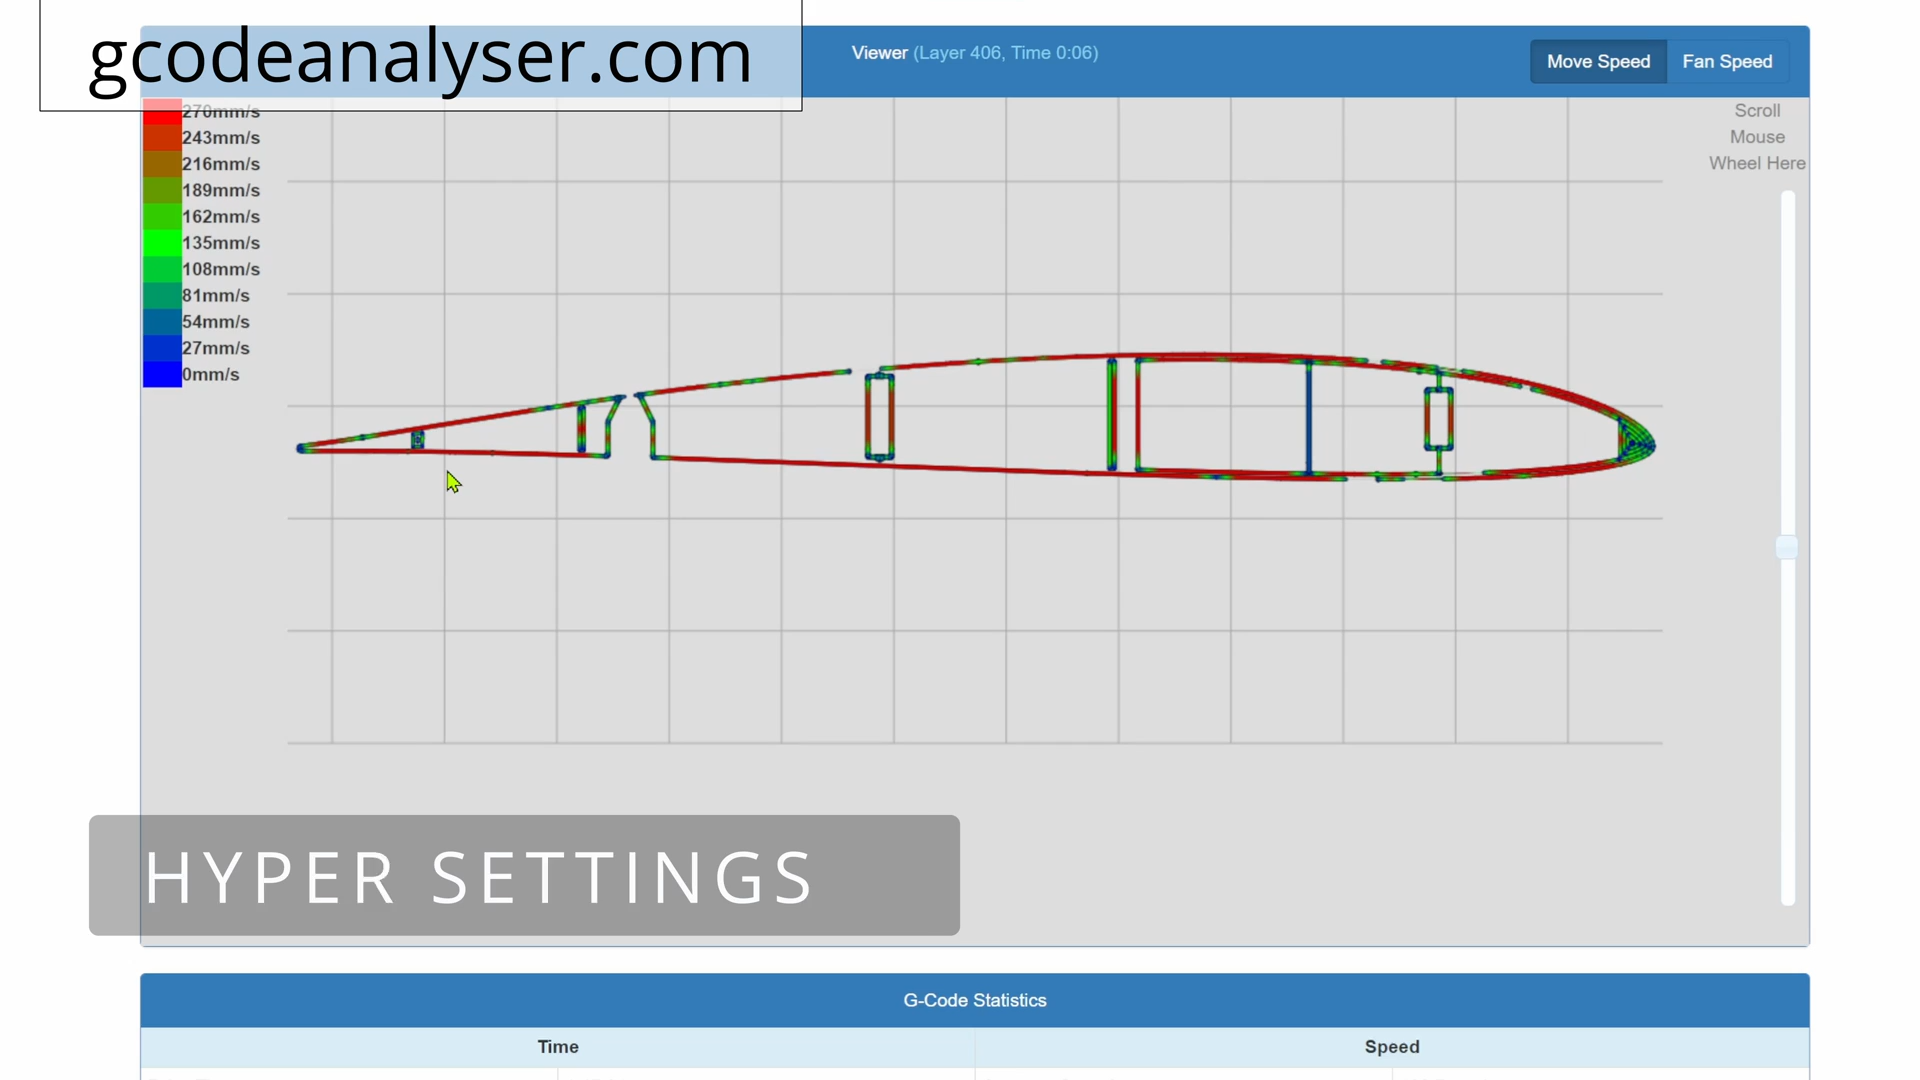 gcodeanalyser.com
Viewer (Layer 406, Time 0:06)
Move Speed
Fan Speed
270mm/s
243mm/s
216mm/s
189mm/s
162mm/s
135mm/s
108mm/s
81mm/s
54mm/s
27mm/s
0mm/s
Scroll
Mouse
Wheel Here
HYPER SETTINGS
G-Code Statistics
Time
Speed